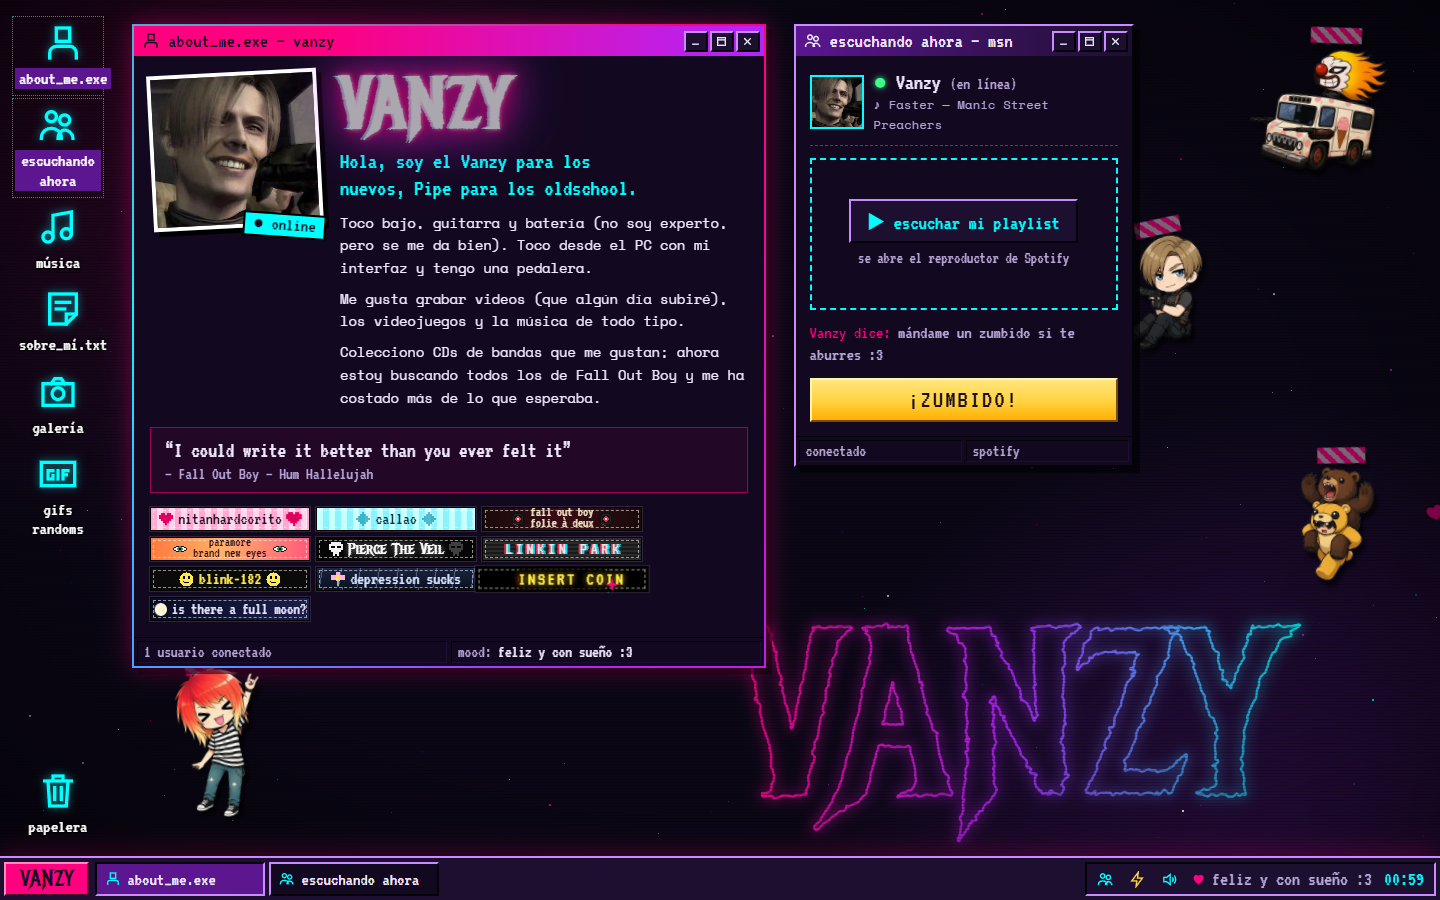 about_me.exe
escuchando
ahora
música
sobre_mí.txt
galería
GIF
gifs
randoms
papelera
about_me.exe — vanzy
VANZY
online
Hola, soy el Vanzy para los
nuevos, Pipe para los oldschool.
Toco bajo, guitarra y batería (no soy experto,
pero se me da bien). Toco desde el PC con mi
interfaz y tengo una pedalera.
Me gusta grabar videos (que algún día subiré),
los videojuegos y la música de todo tipo.
Colecciono CDs de bandas que me gustan; ahora
estoy buscando todos los de Fall Out Boy y me ha
costado más de lo que esperaba.
“I could write it better than you ever felt it”
— Fall Out Boy — Hum Hallelujah
nitanhardcorito
callao
fall out boy
folie à deux
paramore
brand new eyes
PIERCE THE VEIL
LINKIN PARK
blink-182
depression sucks
INSERT COIN
is there a full moon?
1 usuario conectado
mood: feliz y con sueño :3
escuchando ahora — msn
Vanzy (en línea)
♪ Faster — Manic Street
Preachers
escuchar mi playlist
se abre el reproductor de Spotify
Vanzy dice: mándame un zumbido si te
aburres :3
¡ZUMBIDO!
conectado
spotify
VANZY
VANZY
about_me.exe
escuchando ahora
feliz y con sueño :3
00:59